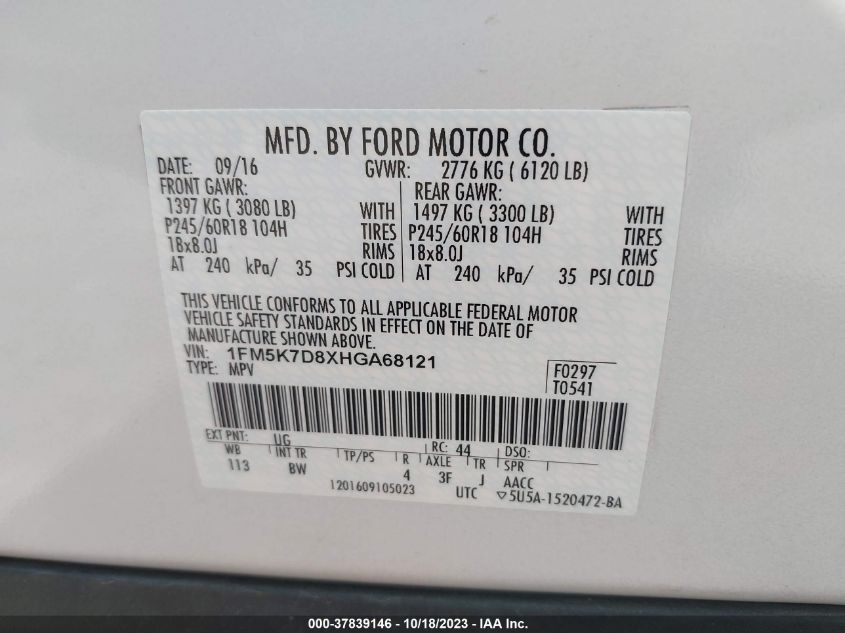 MFD. BY FORD MOTOR CO.
DATE: 09/16 GVWR: 2776 KG ( 6120 LB)
FRONT GAWR: REAR GAWR:
1397 KG ( 3080 LB) WITH 1497 KG ( 3300 LB) WITH
P245/60R18 104H TIRES P245/60R18 104H TIRES
18x8.0J RIMS 18x8.0J RIMS
AT 240 kPa/ 35 PSI COLD AT 240 kPa/ 35 PSI COLD
THIS VEHICLE CONFORMS TO ALL APPLICABLE FEDERAL MOTOR
VEHICLE SAFETY STANDARDS IN EFFECT ON THE DATE OF
MANUFACTURE SHOWN ABOVE.
VIN: 1FM5K7D8XHGA68121
TYPE: MPV
F0297
T0541
EXT PNT: UG RC: 44 DSO:
WB INT TR TP/PS R AXLE TR SPR
113 BW 4 3F J AACC
1201609105023 UTC ▽5U5A-1520472-BA
000-37839146 - 10/18/2023 - IAA Inc.